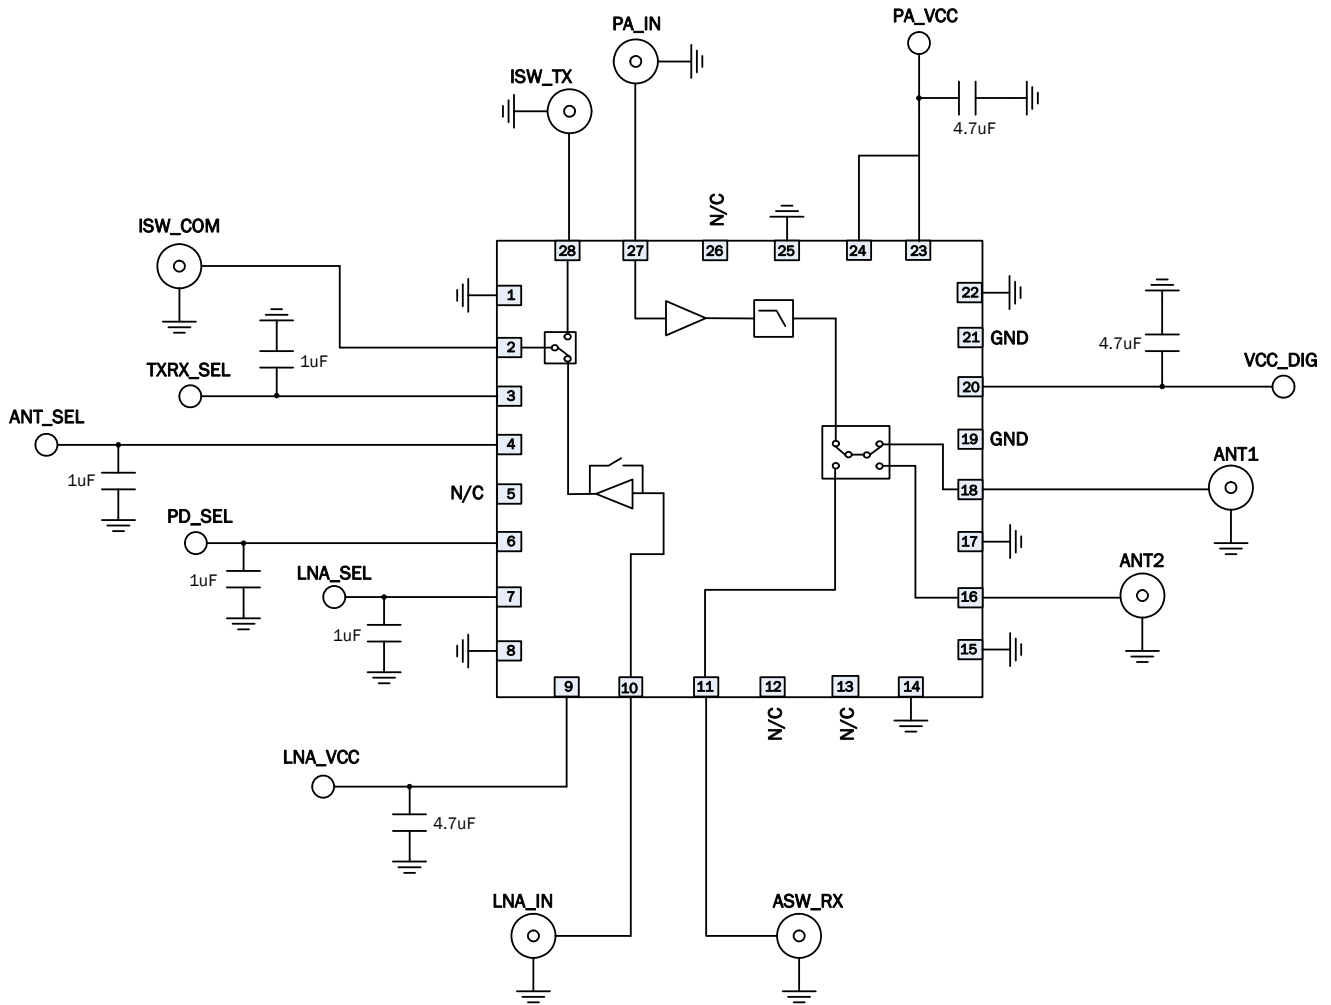 PA_VCC
PA_IN
ISW_TX
4.7uF
N/C
ISW_COM
28
27
26
25
24
23
1
22
2
21 GND
1uF
4.7uF
VCC_DIG
TXRX_SEL
3
20
ANT_SEL
4
19 GND
ANT1
1uF
N/C 5
18
PD_SEL
6
17
ANT2
1uF
LNA_SEL
7
16
1uF
8
15
9
10
11
12
13
14
N/C
N/C
LNA_VCC
4.7uF
LNA_IN
ASW_RX